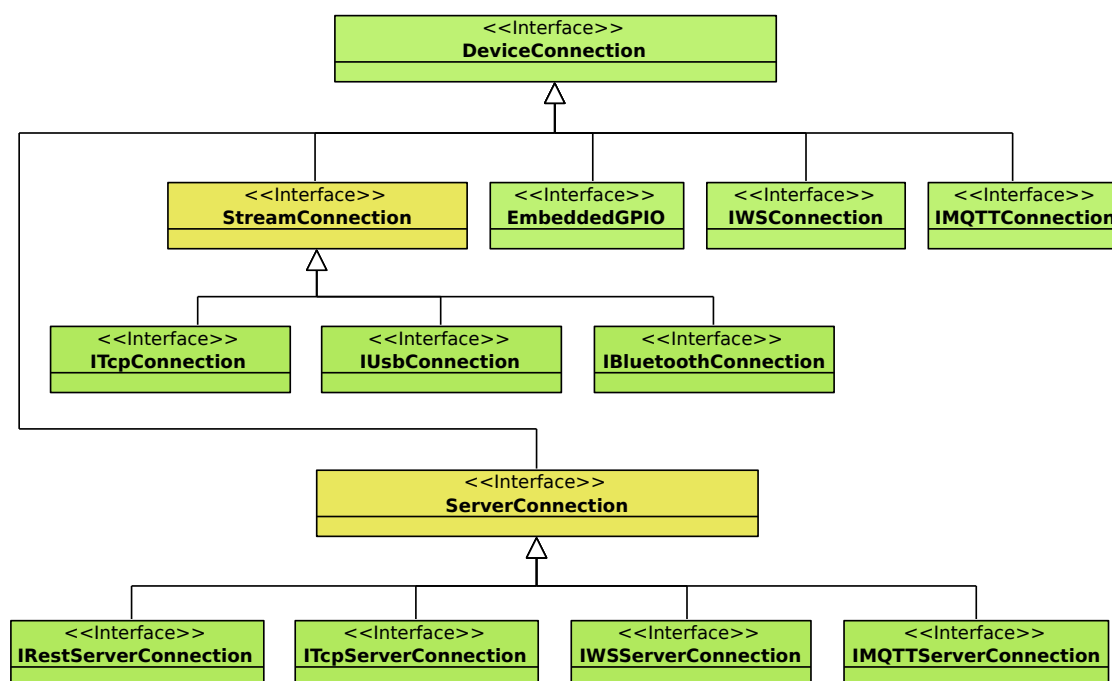 <<Interface>>
DeviceConnection
<<Interface>>
StreamConnection
<<Interface>>
EmbeddedGPIO
<<Interface>>
IWSConnection
<<Interface>>
IMQTTConnection
<<Interface>>
ITcpConnection
<<Interface>>
IUsbConnection
<<Interface>>
IBluetoothConnection
<<Interface>>
ServerConnection
<<Interface>>
IRestServerConnection
<<Interface>>
ITcpServerConnection
<<Interface>>
IWSServerConnection
<<Interface>>
IMQTTServerConnection